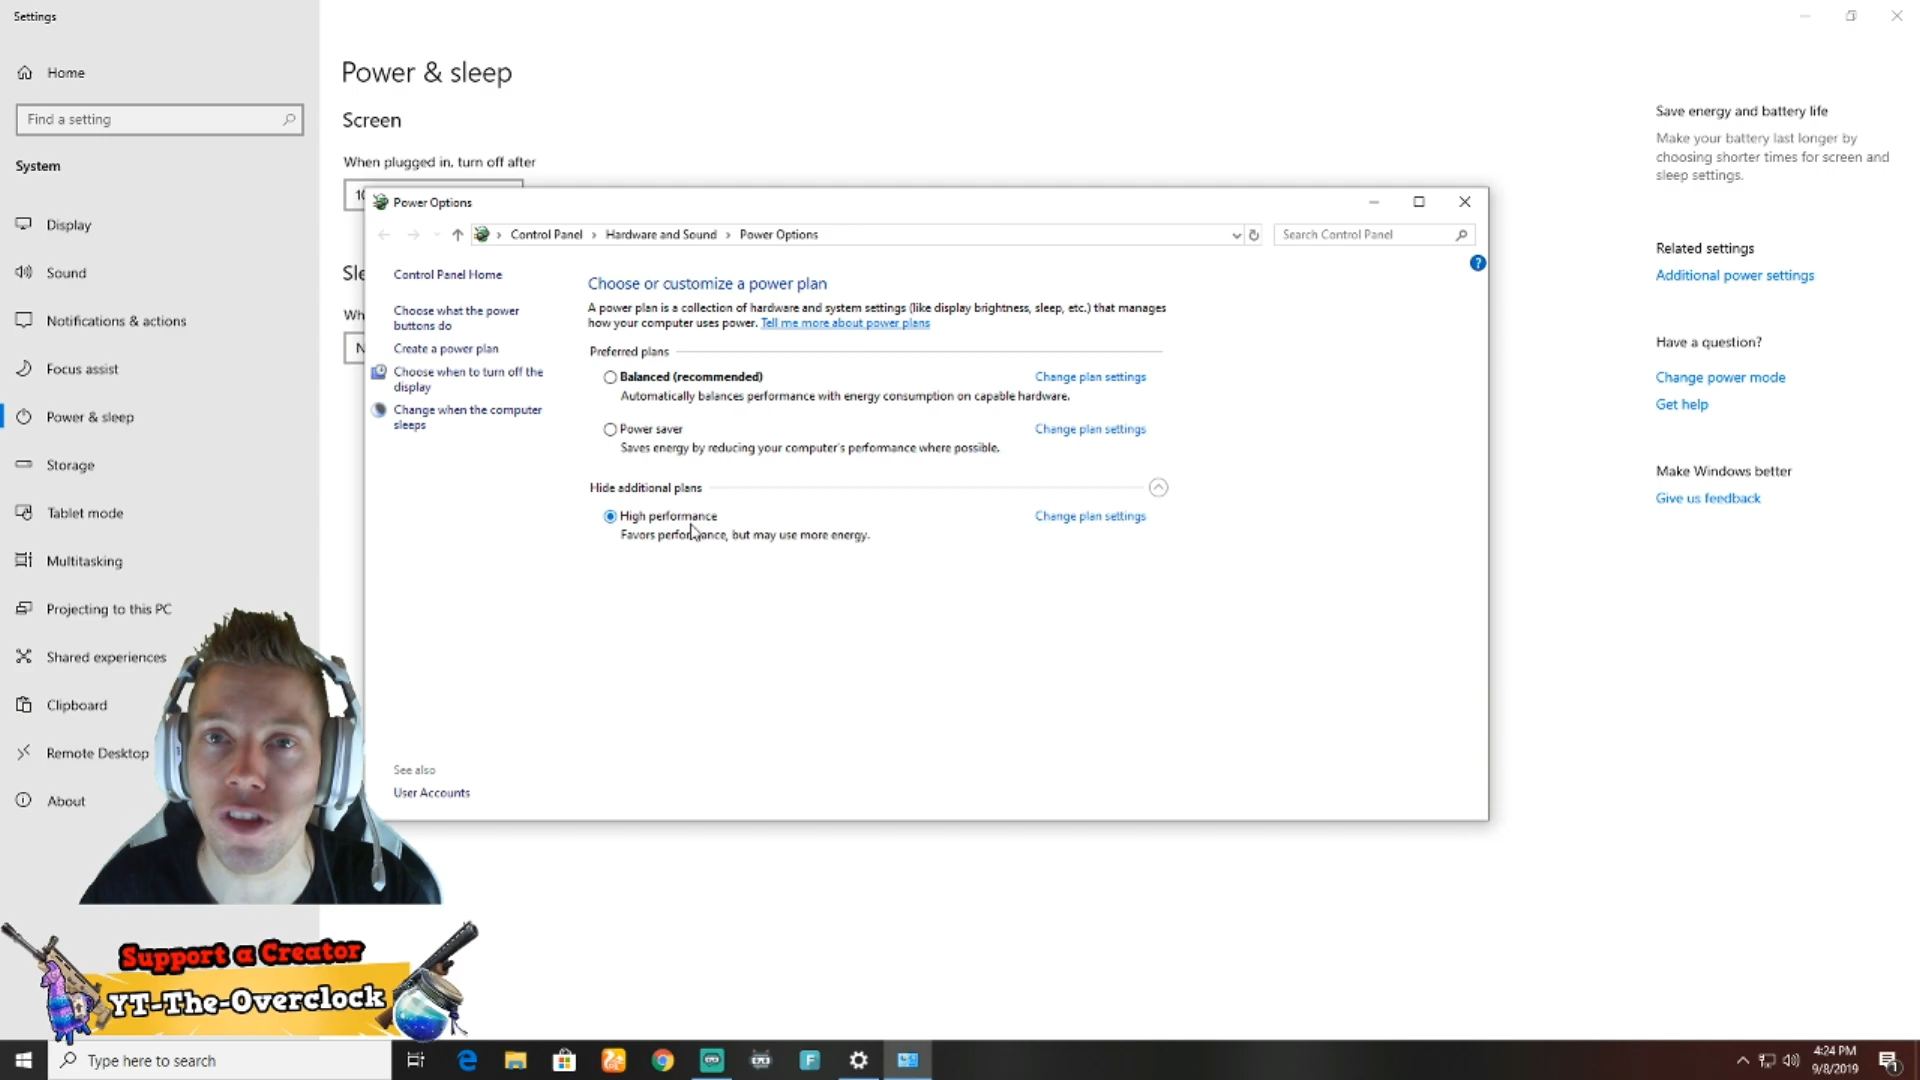 Settings
Home
Find a setting
System
Display
Sound
Notifications & actions
Focus assist
Power & sleep
Storage
Tablet mode
Multitasking
Projecting to this PC
Shared experiences
Clipboard
Remote Desktop
About
Power & sleep
Screen
When plugged in, turn off after
Power Options
Control Panel › Hardware and Sound › Power Options
Search Control Panel
Control Panel Home
Choose what the power
buttons do
Create a power plan
Choose when to turn off the
display
Change when the computer
sleeps
See also
User Accounts
Choose or customize a power plan
A power plan is a collection of hardware and system settings (like display brightness, sleep, etc.) that manages
how your computer uses power. Tell me more about power plans
Preferred plans
Balanced (recommended) Change plan settings
Automatically balances performance with energy consumption on capable hardware.
Power saver Change plan settings
Saves energy by reducing your computer's performance where possible.
Hide additional plans
High performance Change plan settings
Favors performance, but may use more energy.
Save energy and battery life
Make your battery last longer by
choosing shorter times for screen and
sleep settings.
Related settings
Additional power settings
Have a question?
Change power mode
Get help
Make Windows better
Give us feedback
Support a Creator
YT-The-Overclock
Type here to search
4:24 PM
9/8/2019